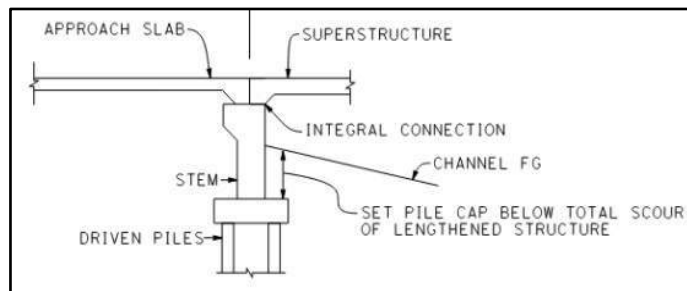 APPROACH SLAB
SUPERSTRUCTURE
INTEGRAL CONNECTION
CHANNEL FG
STEM
SET PILE CAP BELOW TOTAL SCOUR
OF LENGTHENED STRUCTURE
DRIVEN PILES